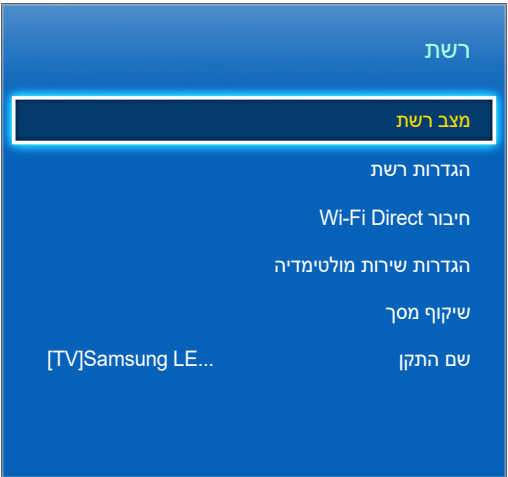 רשת
מצב רשת
הגדרות רשת
חיבור Wi-Fi Direct
הגדרות שירות מולטימדיה
שיקוף מסך
שם התקן [TV]Samsung LE...